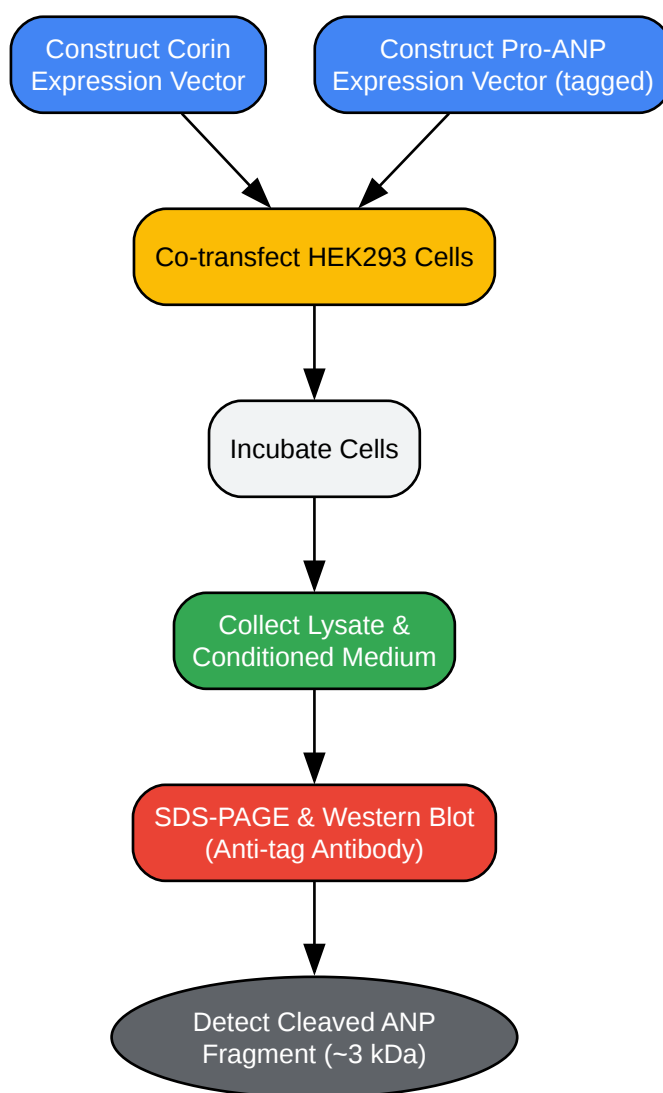 Construct Corin
Expression Vector
Construct Pro-ANP
Expression Vector (tagged)
Co-transfect HEK293 Cells
Incubate Cells
Collect Lysate &
Conditioned Medium
SDS-PAGE & Western Blot
(Anti-tag Antibody)
Detect Cleaved ANP
Fragment (~3 kDa)